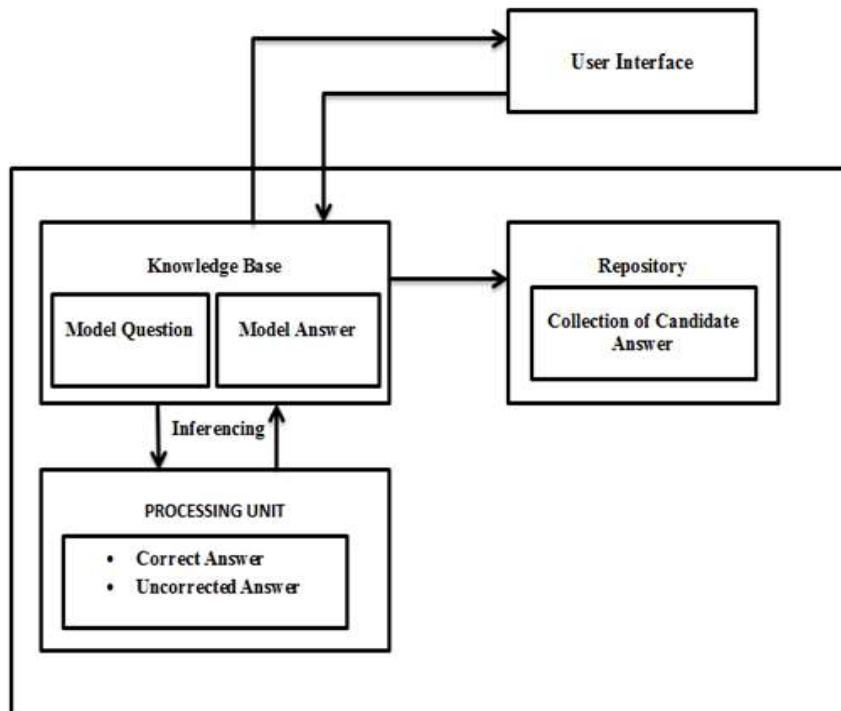 User Interface
Knowledge Base
Model Question
Model Answer
Repository
Collection of Candidate
Answer
Inferencing
PROCESSING UNIT
• Correct Answer
• Uncorrected Answer